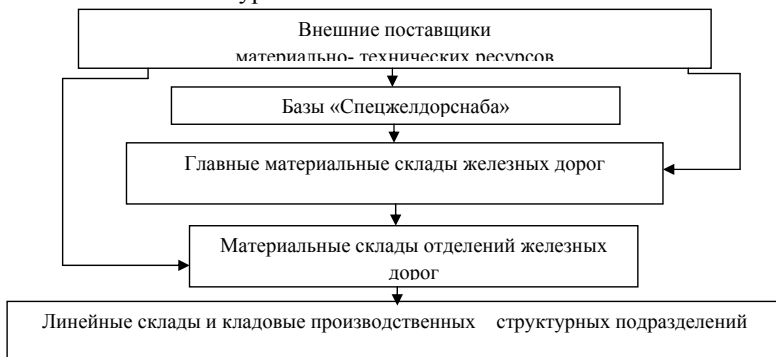 Внешние поставщики
материально- технических ресурсов
Базы «Спецжелдорснаба»
Главные материальные склады железных дорог
Материальные склады отделений железных
дорог
Линейные склады и кладовые производственных структурных подразделений